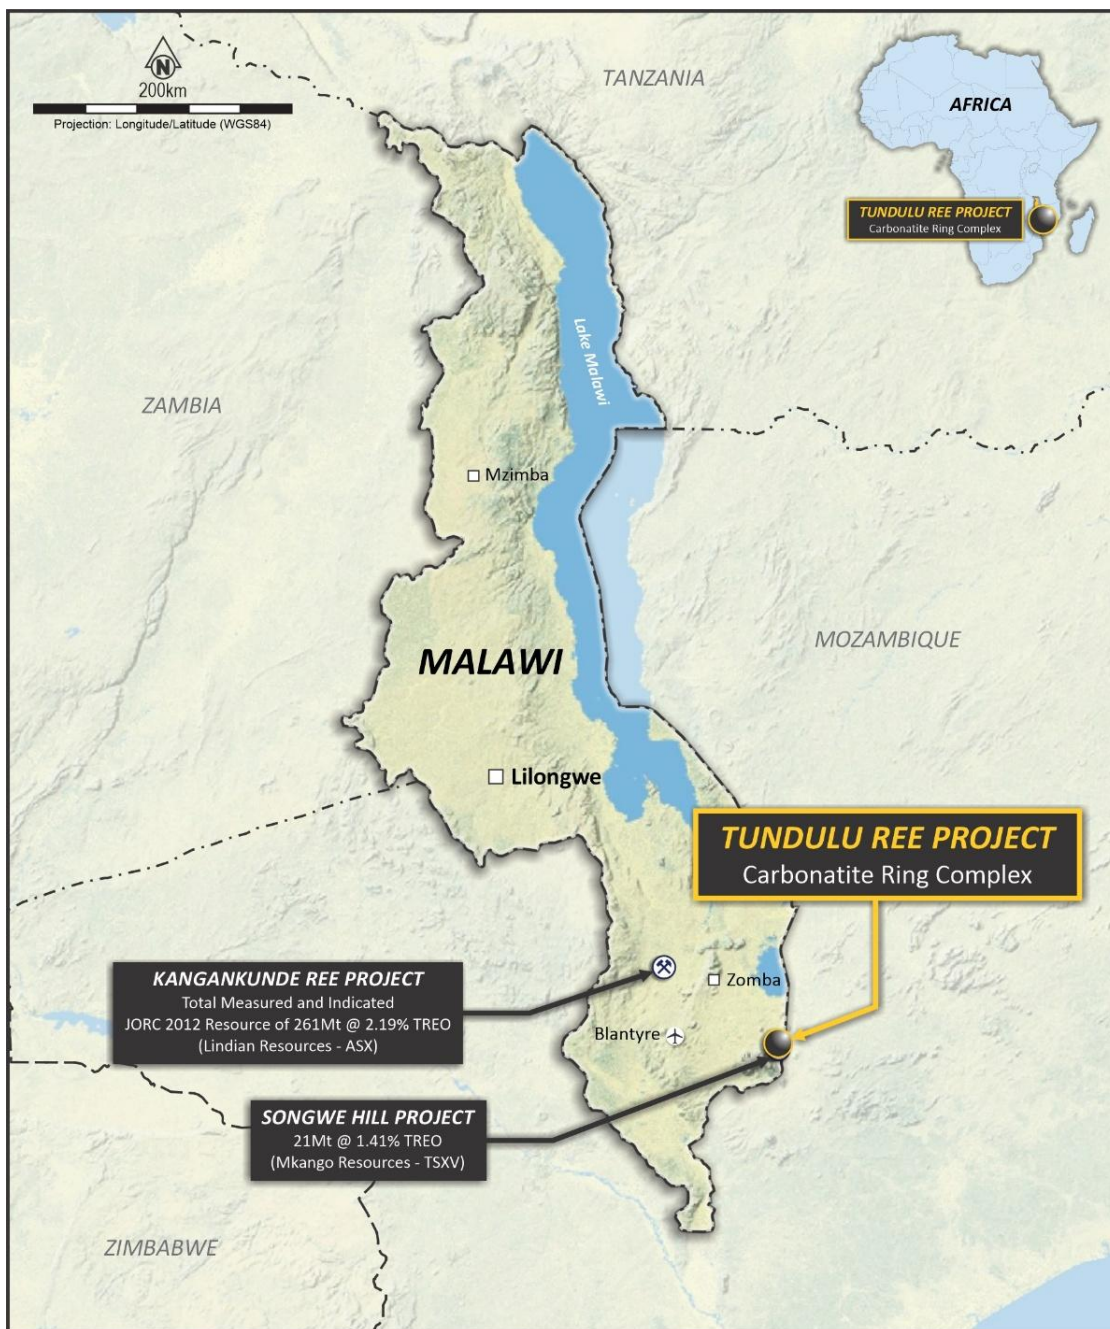 N
200km
Projection: Longitude/Latitude (WGS84)
TANZANIA
AFRICA
TUNDULU REE PROJECT
Carbonatite Ring Complex
Lake Malawi
ZAMBIA
Mzimba
MOZAMBIQUE
MALAWI
Lilongwe
TUNDULU REE PROJECT
Carbonatite Ring Complex
KANGANKUNDE REE PROJECT
Total Measured and Indicated
JORC 2012 Resource of 261Mt @ 2.19% TREO
(Lindian Resources - ASX)
Zomba
Blantyre
SONGWE HILL PROJECT
21Mt @ 1.41% TREO
(Mkango Resources - TSXV)
ZIMBABWE